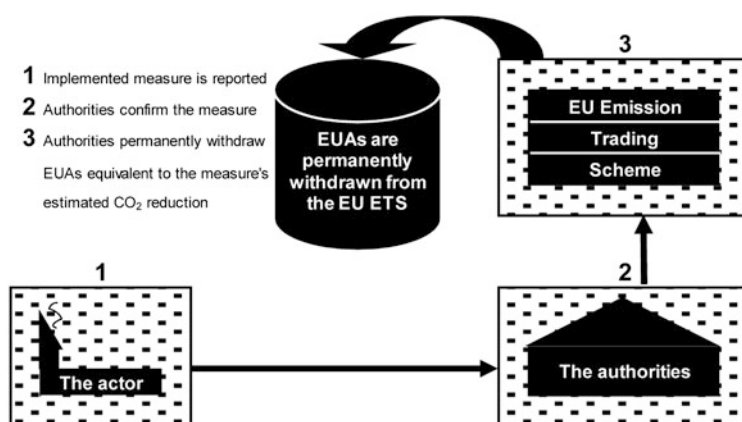 1 Implemented measure is reported
2 Authorities confirm the measure
3 Authorities permanently withdraw
EUAs equivalent to the measure's
estimated CO₂ reduction
EUAs are
permanently
withdrawn from
the EU ETS
3
EU Emission
Trading
Scheme
1
The actor
2
The authorities